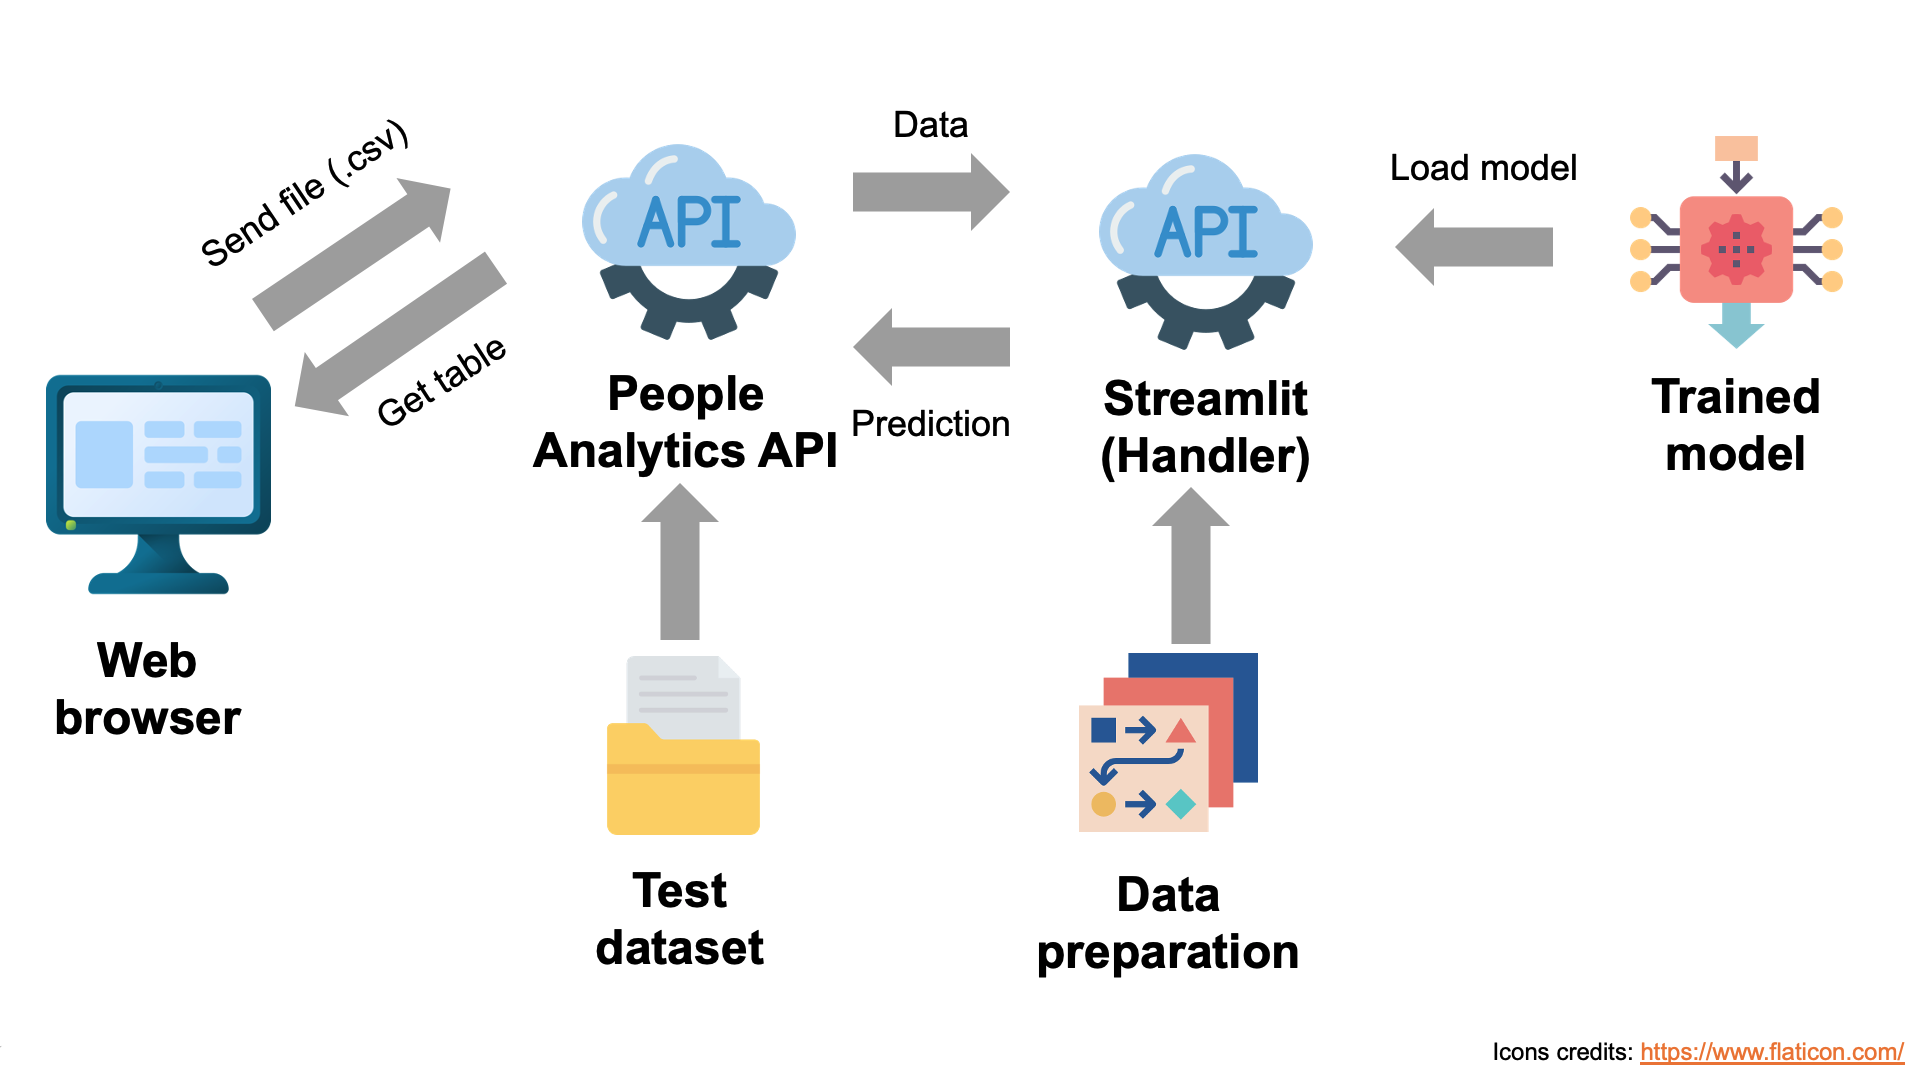 Send file (.csv)
Get table
Web
browser
API
People
Analytics API
Data
Prediction
API
Streamlit
(Handler)
Load model
Trained
model
Test
dataset
Data
preparation
Icons credits: https://www.flaticon.com/